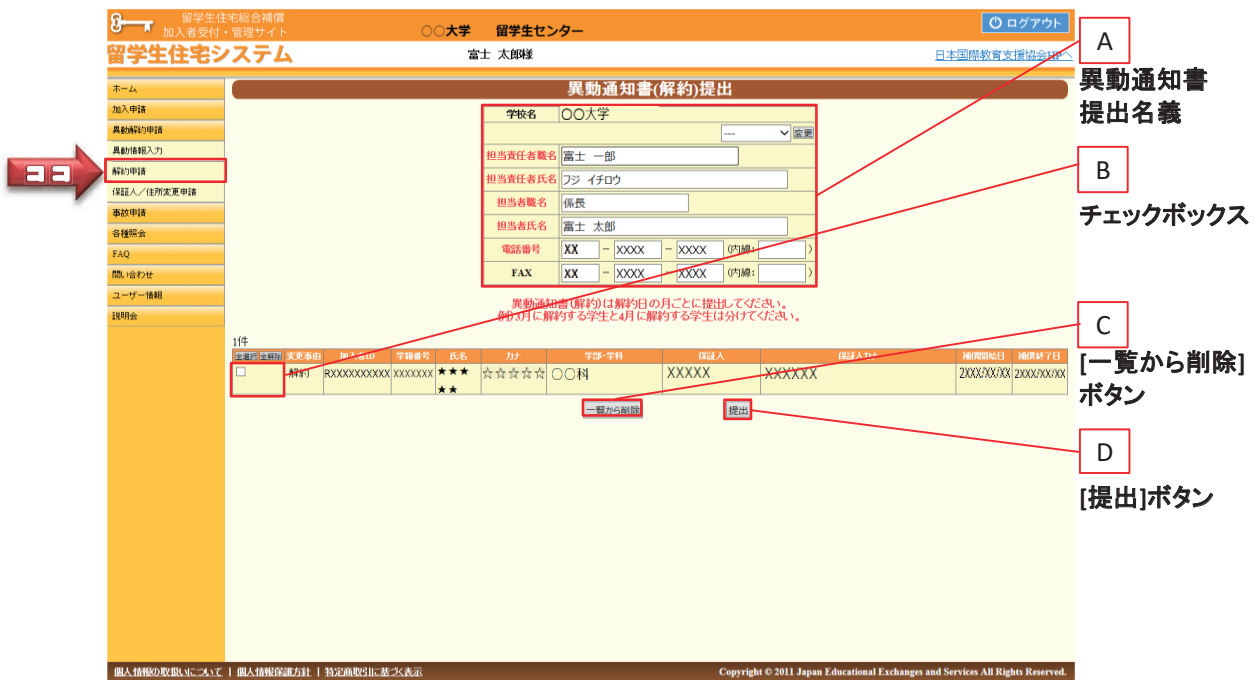 留学生住宅総合補償
加入者受付・管理サイト
○○大学 留学生センター
ログアウト
留学生住宅システム
富士 太郎様
日本国際教育支援協会HPへ
ホーム
加入申請
異動解約申請
異動情報入力
解約申請
保証人/住所変更申請
事故申請
各種照会
FAQ
問い合わせ
ユーザー情報
説明会
ココ
異動通知書(解約)提出
学校名 ○○大学
--- 変更
担当責任者職名 富士 一郎
担当責任者氏名 フジ イチロウ
担当者職名 係長
担当者氏名 富士 太郎
電話番号 XX - XXXX - XXXX (内線: )
FAX XX - XXXX - XXXX (内線: )
異動通知書(解約)は解約日の月ごとに提出してください。
例)3月に解約する学生と4月に解約する学生は分けてください。
1件
全選択 全解除 変更事由 加入者ID 学籍番号 氏名 カナ 学部・学科 保証人 保証人カナ 補償開始日 補償終了日
解約 RXXXXXXXXXX XXXXXXX ★★★ ☆☆☆☆☆ ○○科 XXXXX XXXXXX 2XXX/XX/XX 2XXX/XX/XX
★★
一覧から削除 提出
A
異動通知書
提出名義
B
チェックボックス
C
[一覧から削除]
ボタン
D
[提出]ボタン
個人情報の取扱いについて | 個人情報保護方針 | 特定商取引に基づく表示
Copyright © 2011 Japan Educational Exchanges and Services All Rights Reserved.